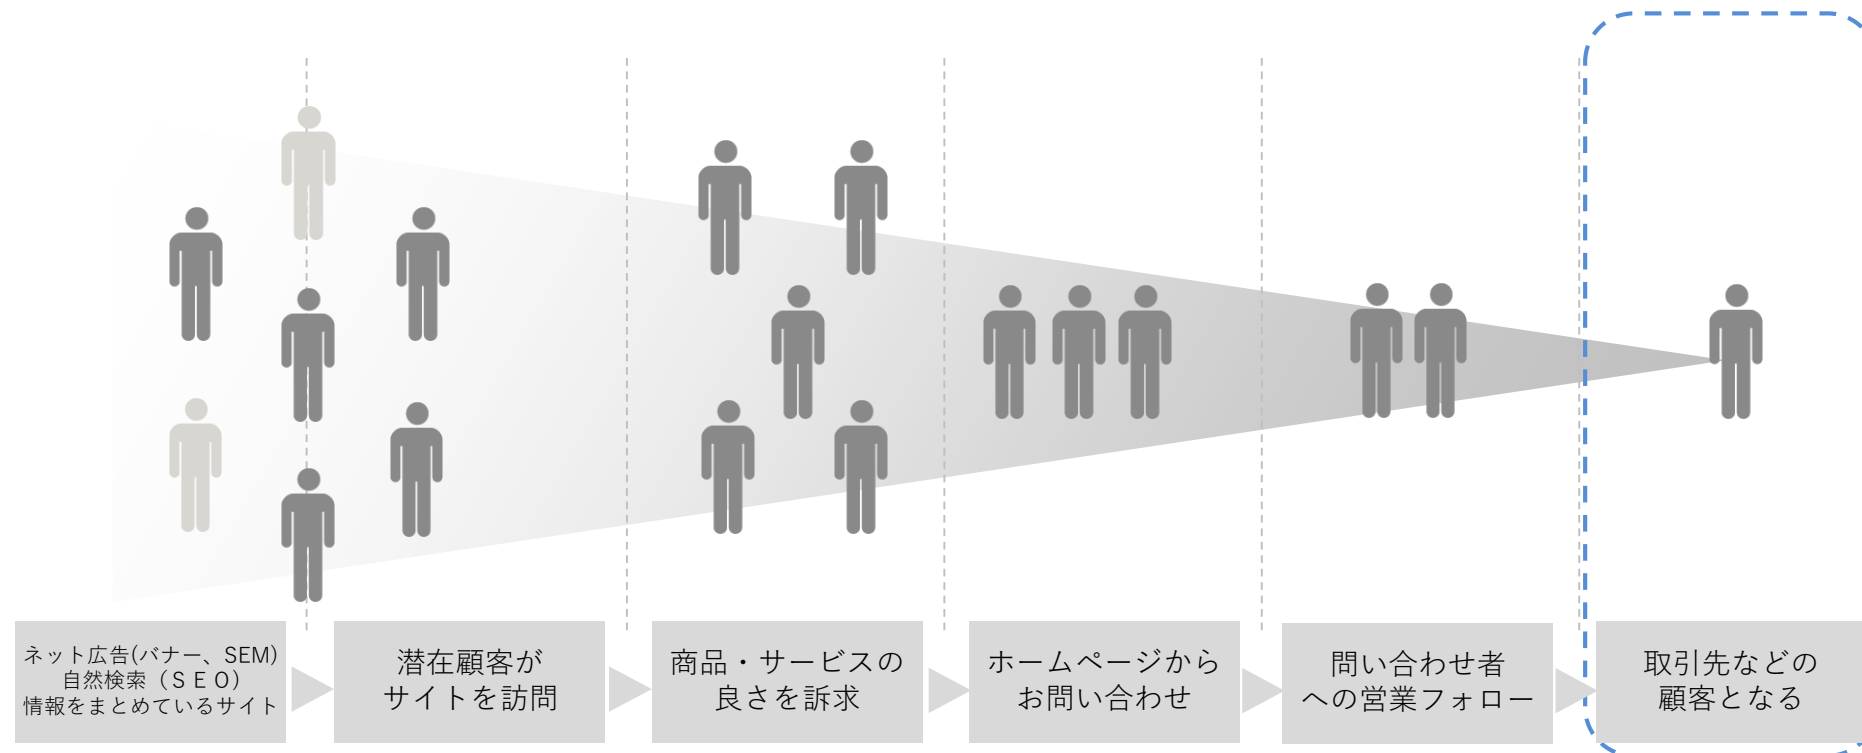 ネット広告(バナー、SEM)
自然検索（ＳＥＯ）
情報をまとめているサイト
潜在顧客が
サイトを訪問
商品・サービスの
良さを訴求
ホームページから
お問い合わせ
問い合わせ者
への営業フォロー
取引先などの
顧客となる